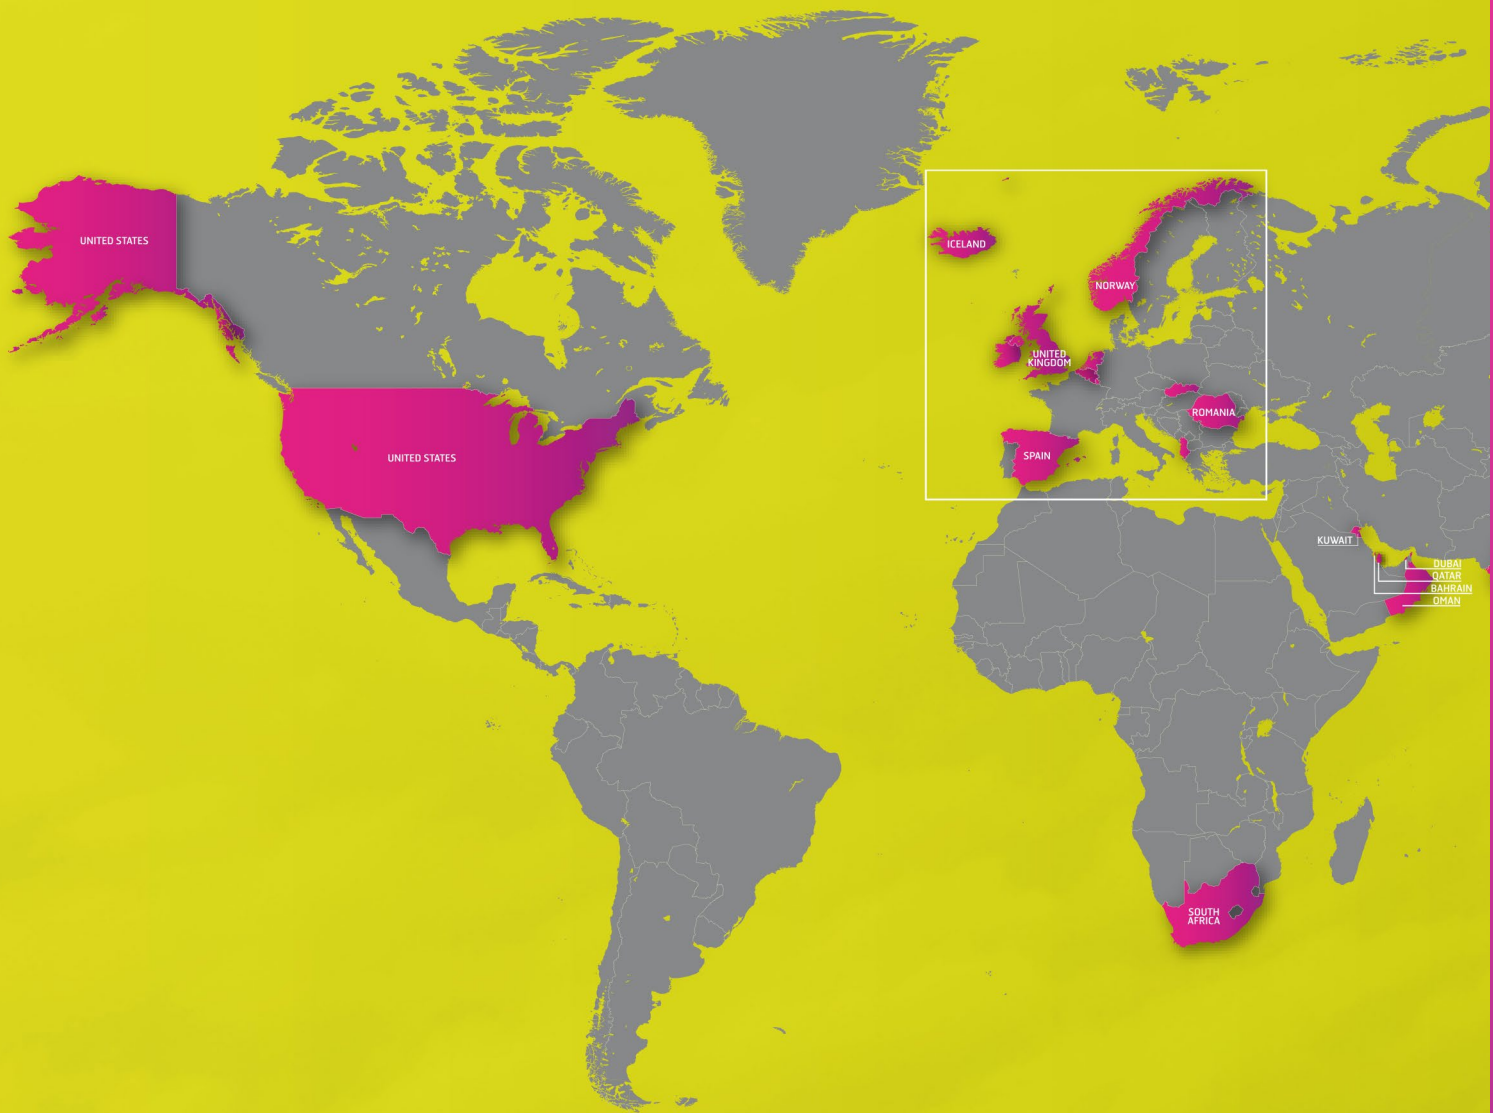 UNITED STATES
ICELAND
NORWAY
UNITED
KINGDOM
ROMANIA
UNITED STATES
SPAIN
KUWAIT
DUBAI
QATAR
BAHRAIN
OMAN
SOUTH
AFRICA